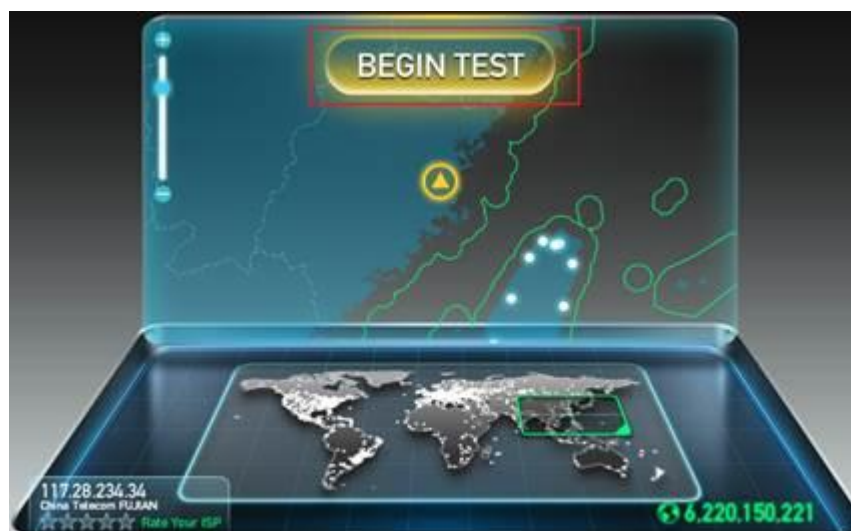 BEGIN TEST
117.28.234.34
China Telecom FUJIAN
Rate Your ISP
6,220,150,221